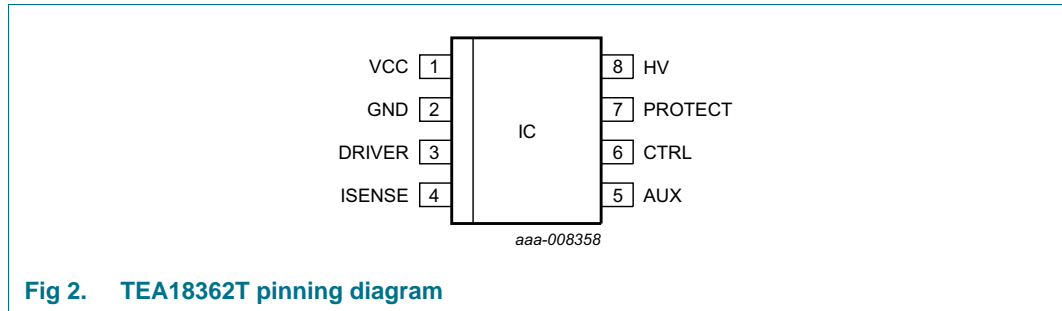 VCC 1
GND 2
DRIVER 3
ISENSE 4
IC
8 HV
7 PROTECT
6 CTRL
5 AUX
aaa-008358
Fig 2. TEA18362T pinning diagram